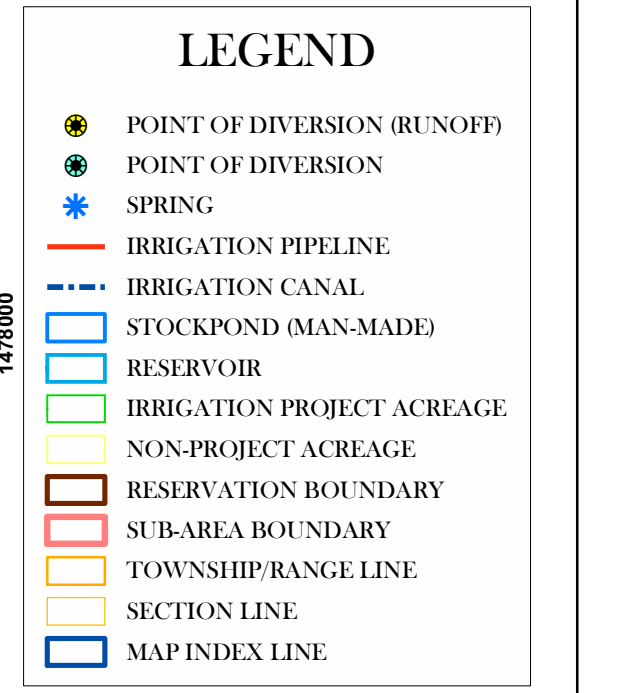 LEGEND
POINT OF DIVERSION (RUNOFF)
POINT OF DIVERSION
SPRING
IRRIGATION PIPELINE
IRRIGATION CANAL
STOCKPOND (MAN-MADE)
RESERVOIR
IRRIGATION PROJECT ACREAGE
NON-PROJECT ACREAGE
RESERVATION BOUNDARY
SUB-AREA BOUNDARY
TOWNSHIP/RANGE LINE
SECTION LINE
MAP INDEX LINE
1478000